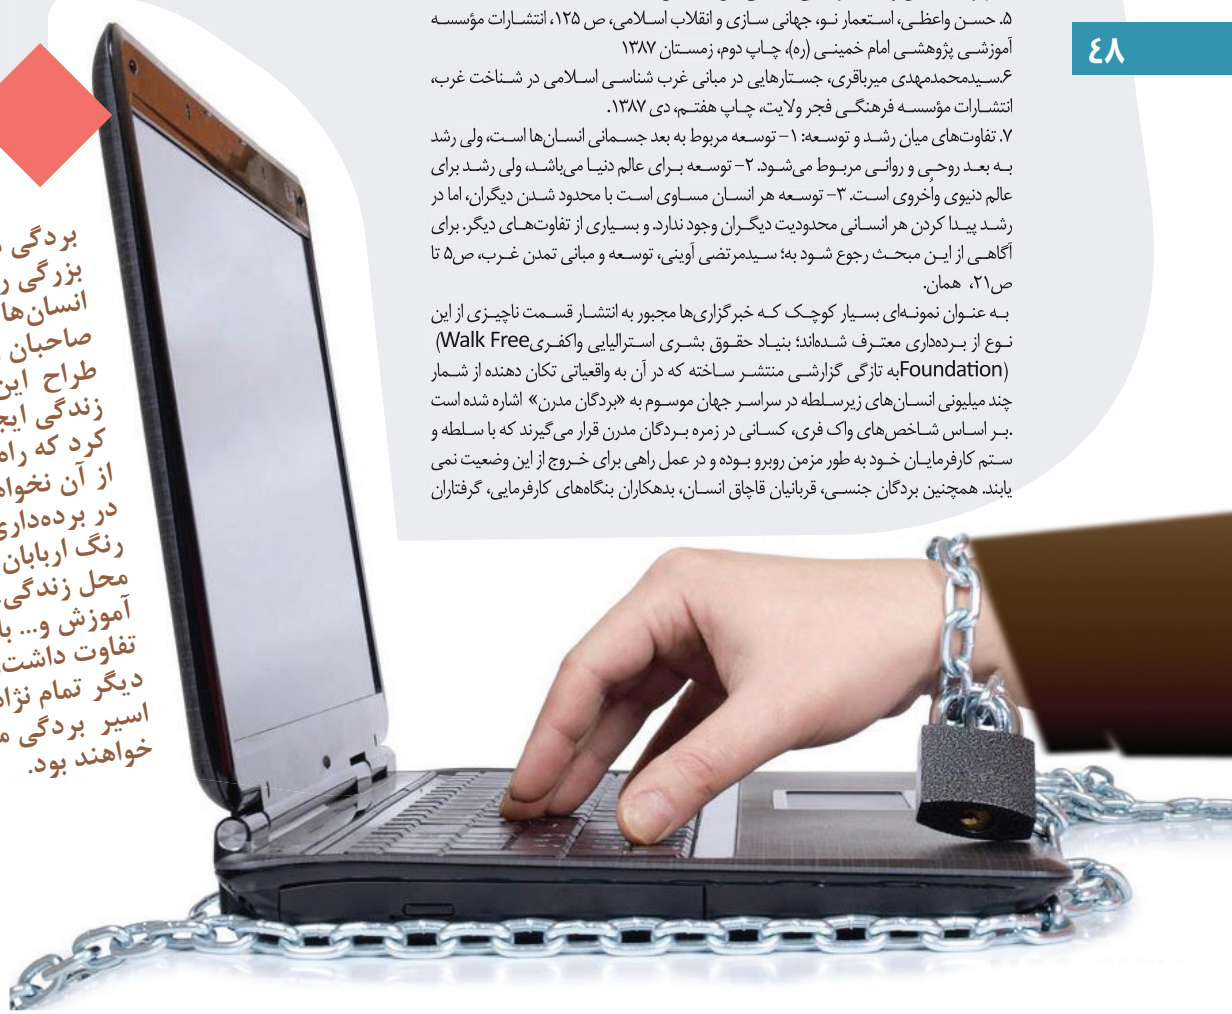 ۴۸
۵. حسن واعظی، استعمار نو، جهانی سازی و انقلاب اسلامی، ص ۱۲۵، انتشارات مؤسسه
آموزشی پژوهشی امام خمینی (ره)، چاپ دوم، زمستان ۱۳۸۷
۶.سیدمحمدمهدی میرباقری، جستارهایی در مبانی غرب شناسی اسلامی در شناخت غرب،
انتشارات مؤسسه فرهنگی فجر ولایت، چاپ هفتم، دی ۱۳۸۷.
۷. تفاوت‌های میان رشد و توسعه: ۱- توسعه مربوط به بعد جسمانی انسان‌ها است، ولی رشد
به بعد روحی و روانی مربوط می‌شود. ۲- توسعه برای عالم دنیا می‌باشد، ولی رشد برای
عالم دنیوی واُخروی است. ۳- توسعه هر انسان مساوی است با محدود شدن دیگران، اما در
رشد پیدا کردن هر انسانی محدودیت دیگران وجود ندارد. و بسیاری از تفاوت‌های دیگر. برای
آگاهی از این مبحث رجوع شود به؛ سیدمرتضی آوینی، توسعه و مبانی تمدن غرب، ص۵ تا
ص۲۱، همان.
به عنوان نمونه‌ای بسیار کوچک که خبرگزاری‌ها مجبور به انتشار قسمت ناچیزی از این
نوع از برده‌داری معترف شده‌اند؛ بنیاد حقوق بشری استرالیایی واکفریWalk Free)
(Foundationبه تازگی گزارشی منتشر ساخته که در آن به واقعیاتی تکان دهنده از شمار
چند میلیونی انسان‌های زیرسلطه در سراسر جهان موسوم به «بردگان مدرن» اشاره شده است
.بر اساس شاخص‌های واک فری، کسانی در زمره بردگان مدرن قرار می‌گیرند که با سلطه و
ستم کارفرمایان خود به طور مزمن روبرو بوده و در عمل راهی برای خروج از این وضعیت نمی
یابند. همچنین بردگان جنسی، قربانیان قاچاق انسان، بدهکاران بنگاه‌های کارفرمایی، گرفتاران
بردگی
بزرگی
انسان‌ها
صاحبان
طراح این
زندگی
کرد که راه
از آن
در برده‌داری
رنگ اربابان
محل زندگی
آموزش و...
تفاوت داشت
دیگر تمام
اسیر بردگی
خواهند بود.